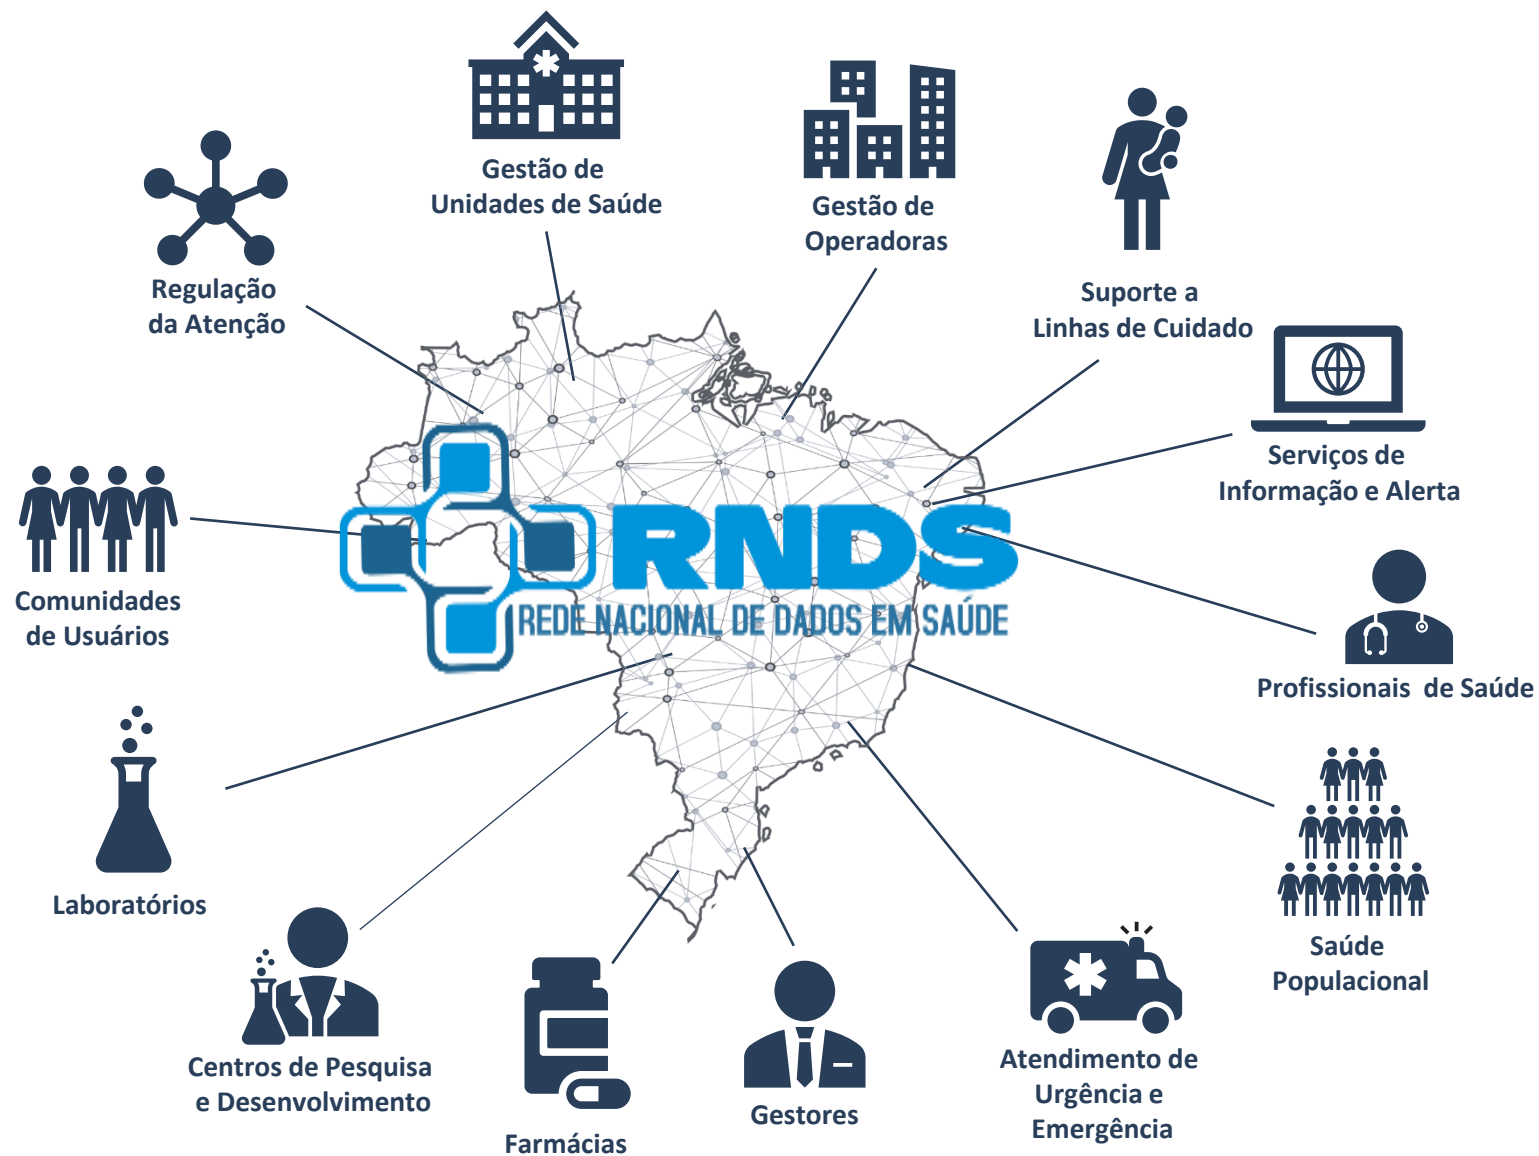 Gestão de
Unidades de Saúde
Gestão de
Operadoras
Suporte a
Linhas de Cuidado
Regulação
da Atenção
Serviços de
Informação e Alerta
Comunidades
de Usuários
RNDS
REDE NACIONAL DE DADOS EM SAÚDE
Profissionais de Saúde
Laboratórios
Saúde
Populacional
Centros de Pesquisa
e Desenvolvimento
Farmácias
Gestores
Atendimento de
Urgência e
Emergência